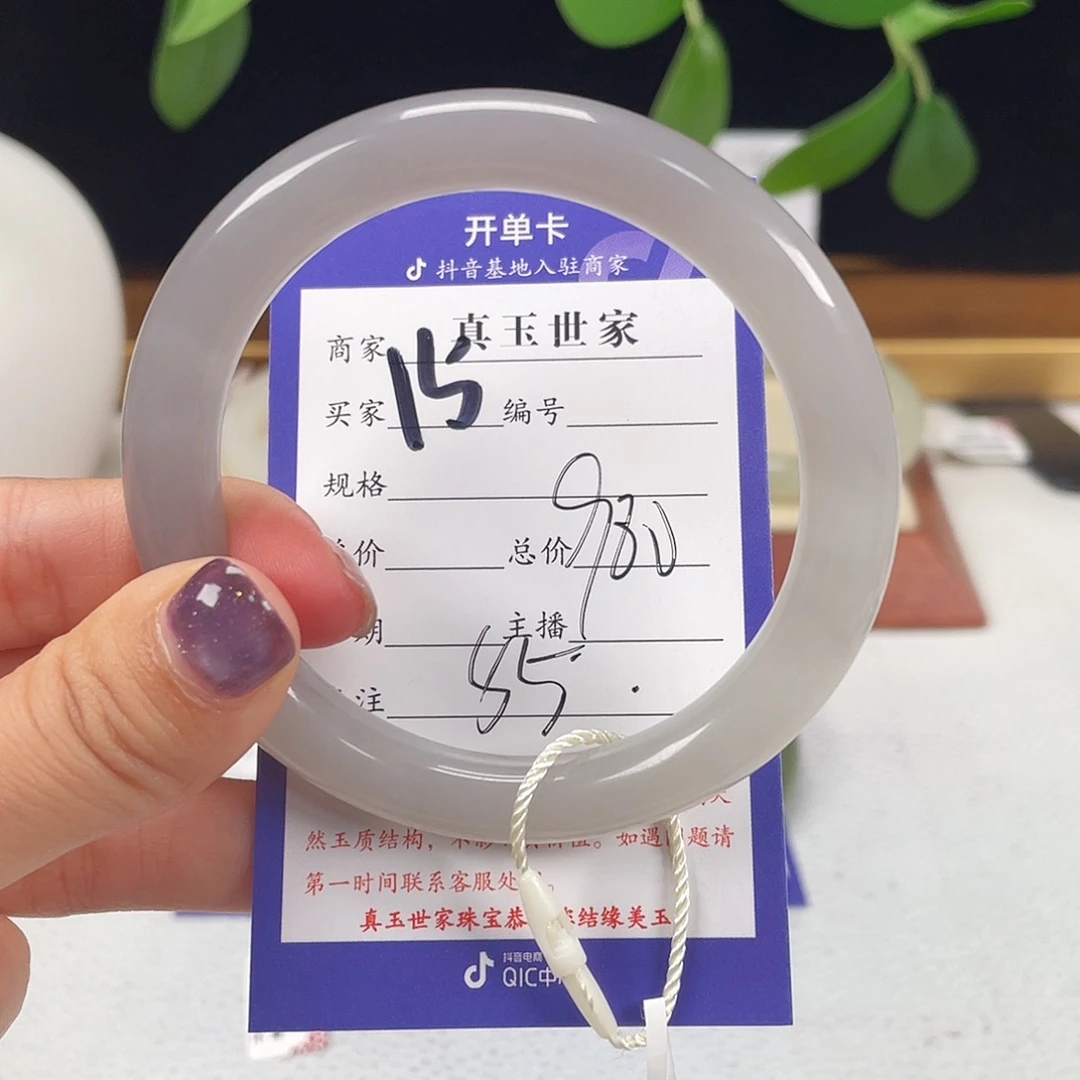 开单卡
抖音基地入驻商家
商家 真玉世家
15
买家 编号
规格
价 总价 980
期 主播
注 85
然玉质结构， 价值。如遇 题请
第一时间联系客服处
真玉世家珠宝恭 结缘美玉
抖音电商
QIC中